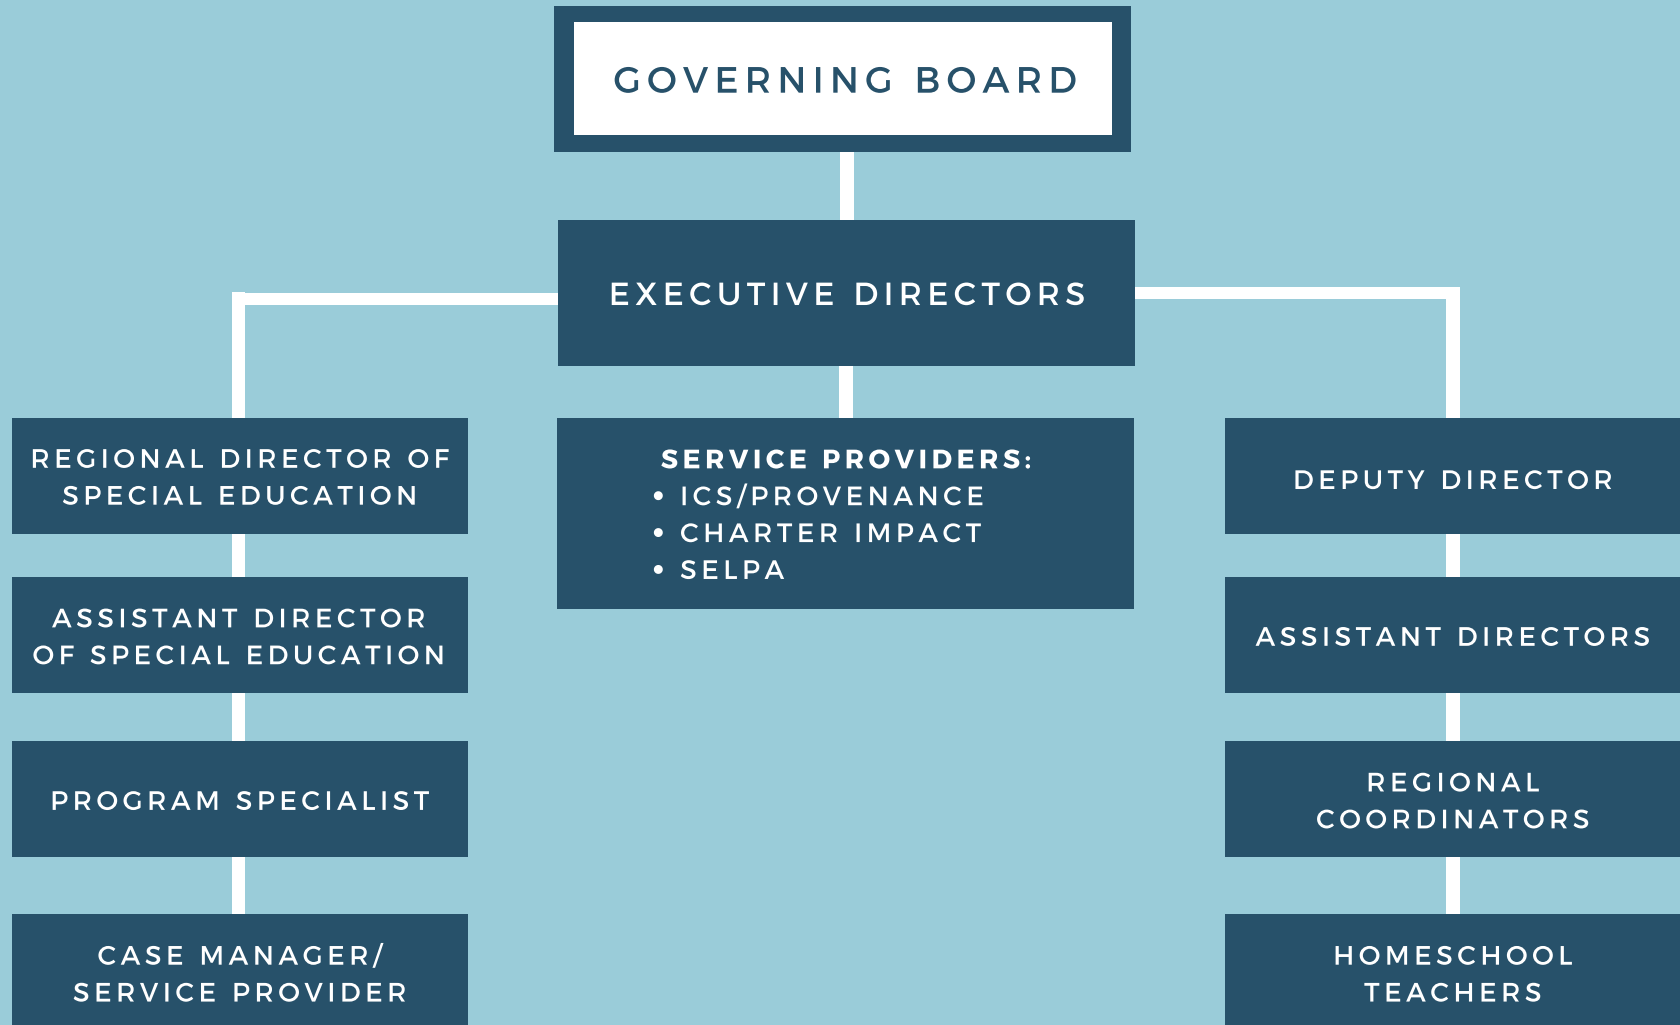 GOVERNING BOARD
EXECUTIVE DIRECTORS
REGIONAL DIRECTOR OF
SPECIAL EDUCATION
ASSISTANT DIRECTOR
OF SPECIAL EDUCATION
PROGRAM SPECIALIST
CASE MANAGER/
SERVICE PROVIDER
SERVICE PROVIDERS:
• ICS/PROVENANCE
• CHARTER IMPACT
• SELPA
DEPUTY DIRECTOR
ASSISTANT DIRECTORS
REGIONAL
COORDINATORS
HOMESCHOOL
TEACHERS